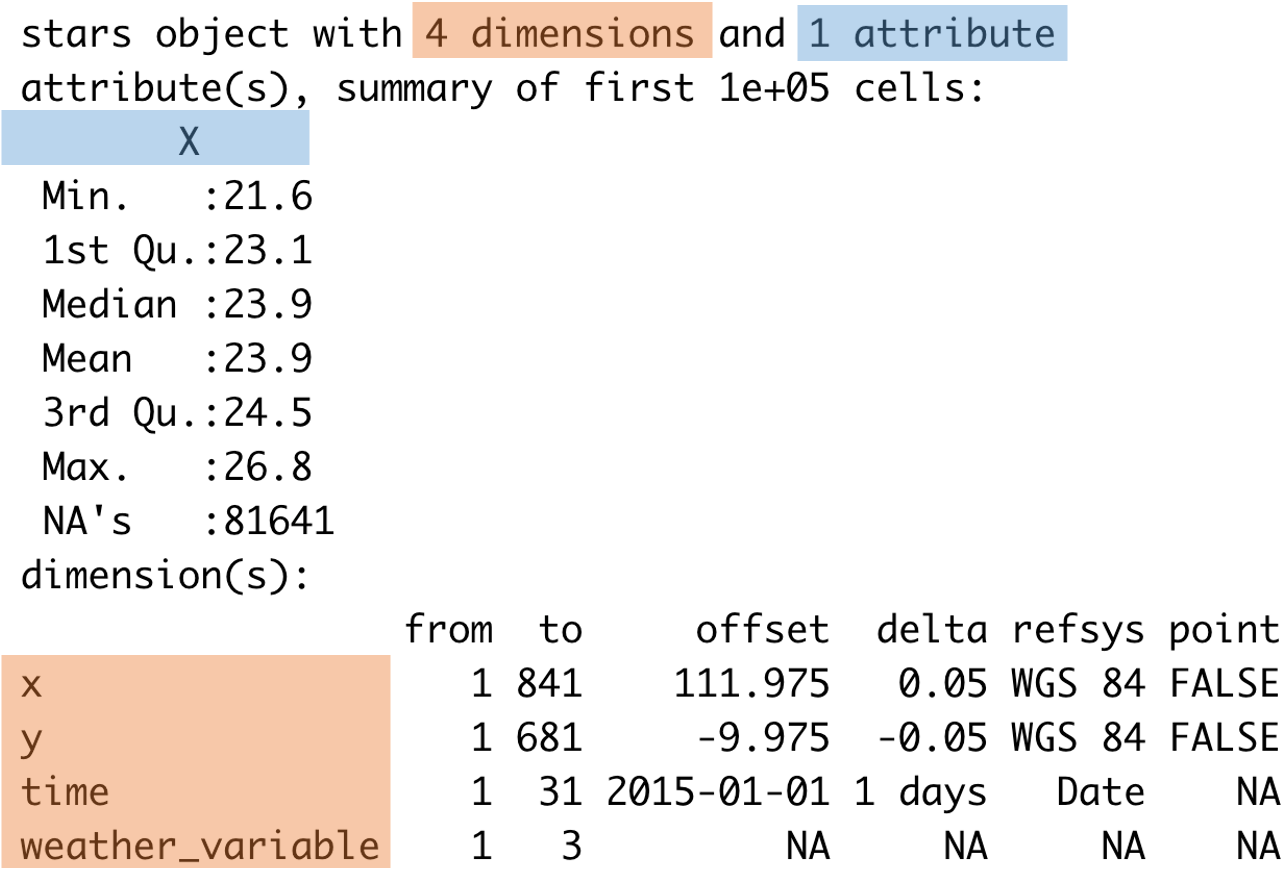 stars object with 4 dimensions and 1 attribute
attribute(s), summary of first 1e+05 cells:
X
Min.   :21.6
1st Qu.:23.1
Median :23.9
Mean   :23.9
3rd Qu.:24.5
Max.   :26.8
NA's   :81641
dimension(s):
from to offset delta refsys point
x 1 841 111.975 0.05 WGS 84 FALSE
y 1 681 -9.975 -0.05 WGS 84 FALSE
time 1 31 2015-01-01 1 days Date NA
weather_variable 1 3 NA NA NA NA